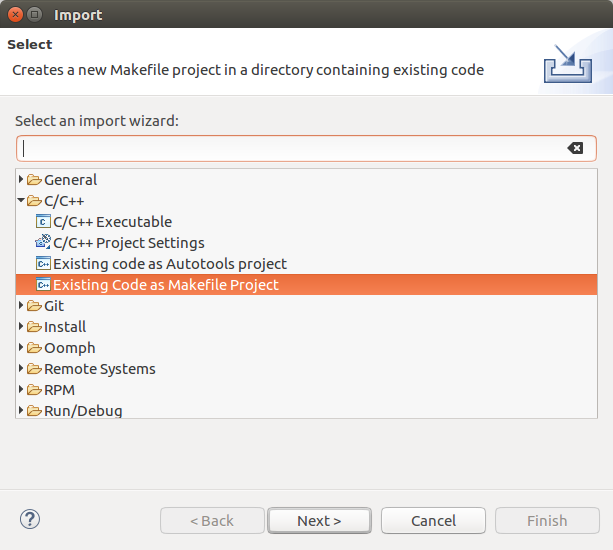 Import
Select
Creates a new Makefile project in a directory containing existing code
Select an import wizard:
General
C/C++
C/C++ Executable
C/C++ Project Settings
Existing code as Autotools project
Existing Code as Makefile Project
Git
Install
Oomph
Remote Systems
RPM
Run/Debug
< Back
Next >
Cancel
Finish